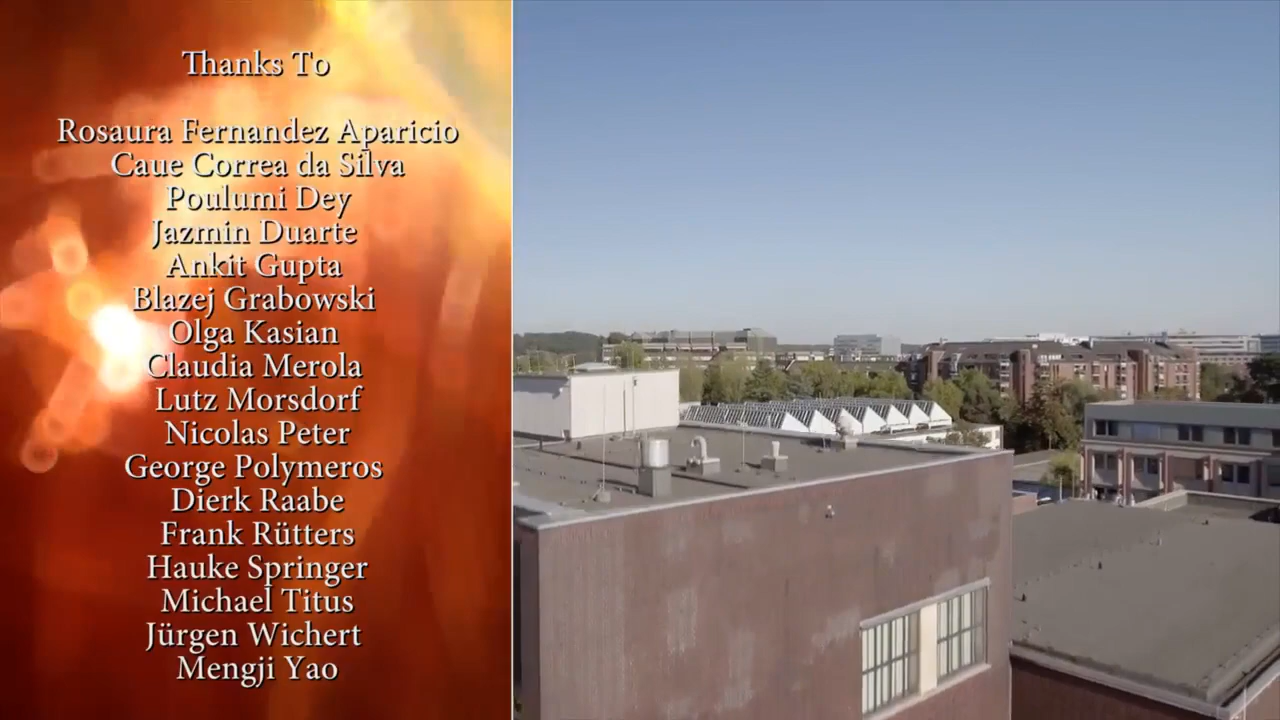 Thanks To
Rosaura Fernandez Aparicio
Caue Correa da Silva
Poulumi Dey
Jazmin Duarte
Ankit Gupta
Blazej Grabowski
Olga Kasian
Claudia Merola
Lutz Morsdorf
Nicolas Peter
George Polymeros
Dierk Raabe
Frank Rütters
Hauke Springer
Michael Titus
Jürgen Wichert
Mengji Yao